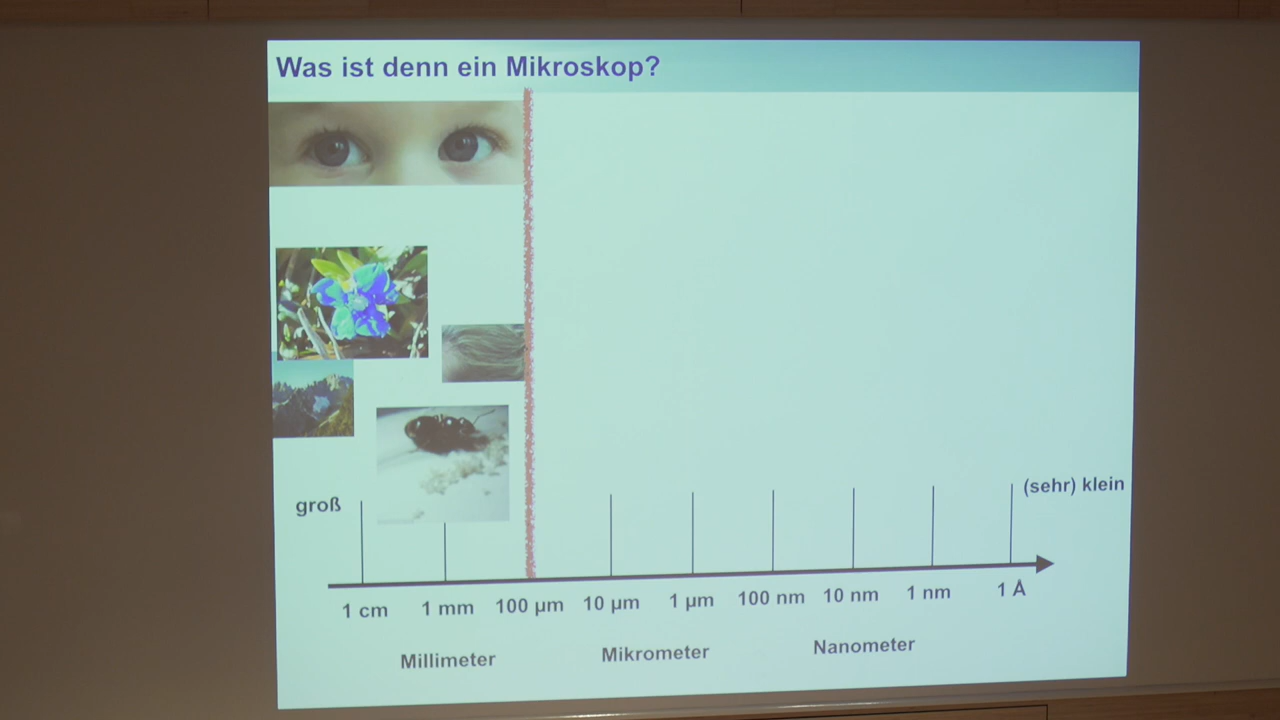 Was ist denn ein Mikroskop?
groß
(sehr) klein
1 cm 1 mm 100 µm 10 µm 1 µm 100 nm 10 nm 1 nm 1 Å
Millimeter Mikrometer Nanometer